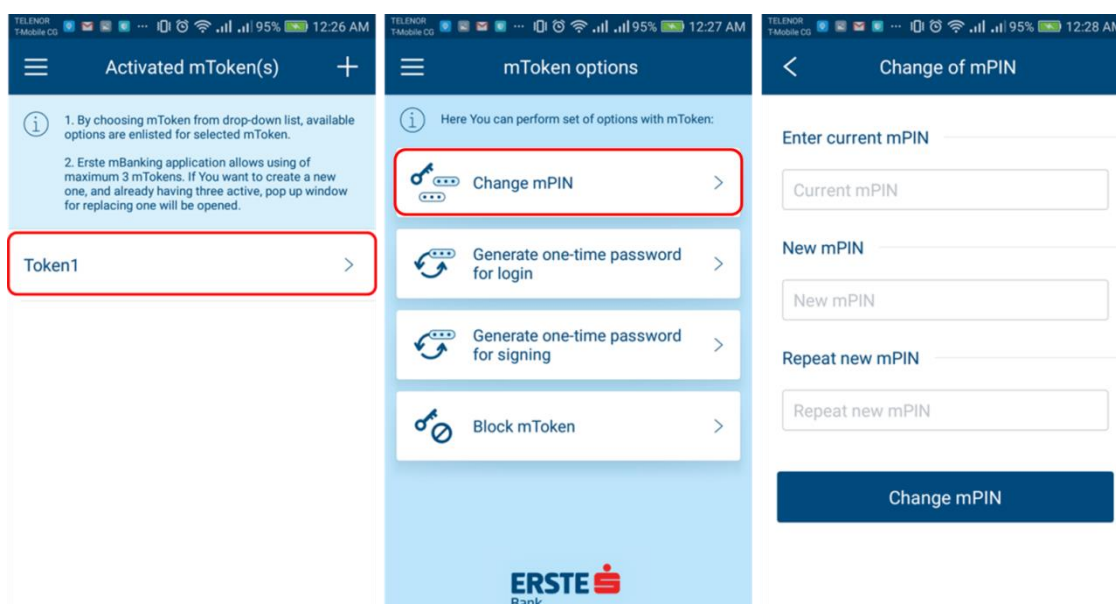 TELENOR
T-Mobile CG
95%
12:26 AM
Activated mToken(s)
1. By choosing mToken from drop-down list, available
options are enlisted for selected mToken.
2. Erste mBanking application allows using of
maximum 3 mTokens. If You want to create a new
one, and already having three active, pop up window
for replacing one will be opened.
Token1
TELENOR
T-Mobile CG
95%
12:27 AM
mToken options
Here You can perform set of options with mToken:
Change mPIN
Generate one-time password
for login
Generate one-time password
for signing
Block mToken
ERSTE
Bank
TELENOR
T-Mobile CG
95%
12:28 AM
Change of mPIN
Enter current mPIN
Current mPIN
New mPIN
New mPIN
Repeat new mPIN
Repeat new mPIN
Change mPIN